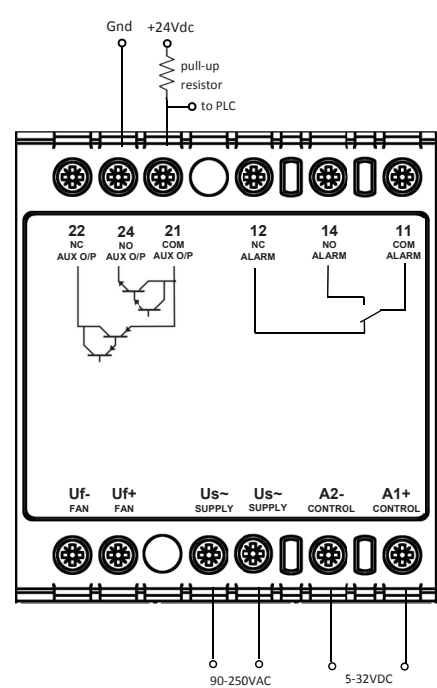 Gnd +24Vdc
pull-up
resistor
to PLC
22 24 21 12 14 11
NC NO COM NC NO COM
AUX O/P AUX O/P AUX O/P ALARM ALARM ALARM
Uf- Uf+ Us~ Us~ A2- A1+
FAN FAN SUPPLY SUPPLY CONTROL CONTROL
90-250VAC 5-32VDC